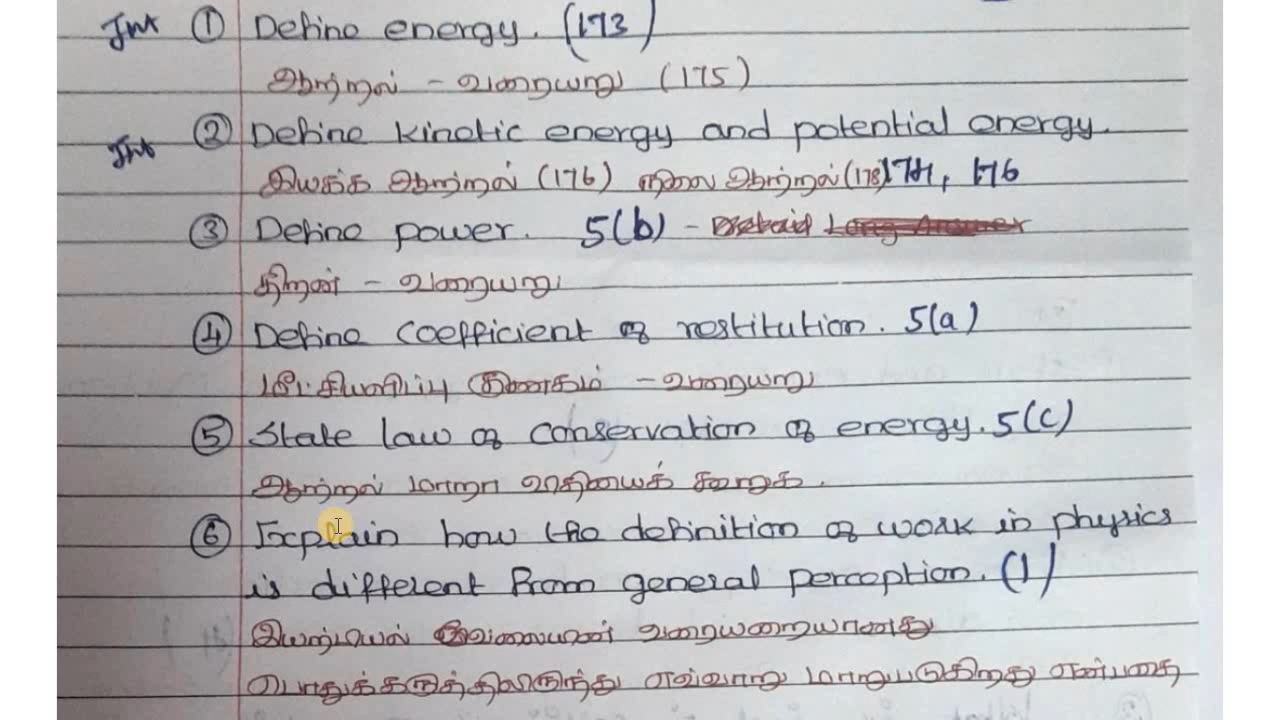 Int ① Define energy. (173)
ஆற்றல் - வரையறு (175)
Int ② Define kinetic energy and potential energy.
இயக்க ஆற்றல் (176) நிலை ஆற்றல் (178) 174, 176
③ Define power. 5(b) -
திறன் - வரையறு
④ Define coefficient of restitution. 5(a)
மீட்சியளிப்பு குணகம் - வரையறு
⑤ State law of conservation of energy. 5(c)
ஆற்றல் மாறா விதியைக் கூறுக.
⑥ Explain how the definition of work in physics
is different from general perception. (1)
இயற்பியல் வேலையின் வரையறையானது
பொதுக்கருத்திலிருந்து எவ்வாறு மாறுபடுகிறது என்பதை